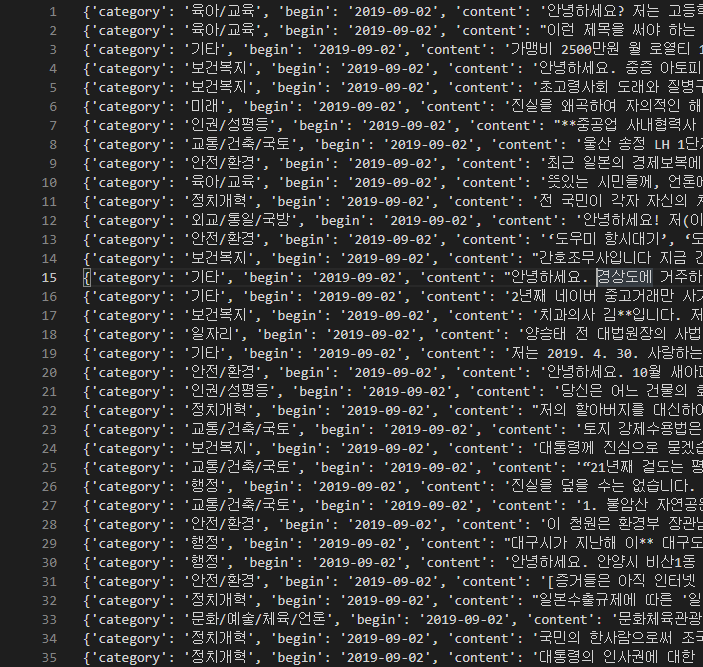 1 {'category': '육아/교육', 'begin': '2019-09-02', 'content': '안녕하세요? 저는 고등학
2 {'category': '육아/교육', 'begin': '2019-09-02', 'content': "이런 제목을 써야 하는
3 {'category': '기타', 'begin': '2019-09-02', 'content': '가맹비 2500만원 월 로열티 1
4 {'category': '보건복지', 'begin': '2019-09-02', 'content': '안녕하세요. 중증 아토피
5 {'category': '보건복지', 'begin': '2019-09-02', 'content': '초고령사회 도래와 질병구
6 {'category': '미래', 'begin': '2019-09-02', 'content': '진실을 왜곡하여 자의적인 해
7 {'category': '인권/성평등', 'begin': '2019-09-02', 'content': "**중공업 사내협력사
8 {'category': '교통/건축/국토', 'begin': '2019-09-02', 'content': '울산 송정 LH 1단지
9 {'category': '안전/환경', 'begin': '2019-09-02', 'content': '최근 일본의 경제보복에
10 {'category': '육아/교육', 'begin': '2019-09-02', 'content': '뜻있는 시민들께, 언론에
11 {'category': '정치개혁', 'begin': '2019-09-02', 'content': '전 국민이 각자 자신의
12 {'category': '외교/통일/국방', 'begin': '2019-09-02', 'content': '안녕하세요! 저(이
13 {'category': '안전/환경', 'begin': '2019-09-02', 'content': '‘도우미 항시대기’, ‘도
14 {'category': '보건복지', 'begin': '2019-09-02', 'content': "간호조무사입니다 지금 간
15 {'category': '기타', 'begin': '2019-09-02', 'content': "안녕하세요. 경상도에 거주하
16 {'category': '기타', 'begin': '2019-09-02', 'content': '2년째 네이버 중고거래만 사기
17 {'category': '보건복지', 'begin': '2019-09-02', 'content': '치과의사 김**입니다. 저
18 {'category': '일자리', 'begin': '2019-09-02', 'content': '양승태 전 대법원장의 사법
19 {'category': '기타', 'begin': '2019-09-02', 'content': '저는 2019. 4. 30. 사랑하는
20 {'category': '안전/환경', 'begin': '2019-09-02', 'content': '안녕하세요. 10월 새아파
21 {'category': '인권/성평등', 'begin': '2019-09-02', 'content': '당신은 어느 건물의 화
22 {'category': '정치개혁', 'begin': '2019-09-02', 'content': "저의 할아버지를 대신하여
23 {'category': '교통/건축/국토', 'begin': '2019-09-02', 'content': '토지 강제수용법은
24 {'category': '보건복지', 'begin': '2019-09-02', 'content': '대통령께 진심으로 묻겠습
25 {'category': '교통/건축/국토', 'begin': '2019-09-02', 'content': '“21년째 겉도는 평
26 {'category': '행정', 'begin': '2019-09-02', 'content': '진실을 덮을 수는 없습니다.
27 {'category': '교통/건축/국토', 'begin': '2019-09-02', 'content': '1. 불암산 자연공원
28 {'category': '안전/환경', 'begin': '2019-09-02', 'content': '이 청원은 환경부 장관님
29 {'category': '행정', 'begin': '2019-09-02', 'content': "대구시가 지난해 이** 대구도
30 {'category': '행정', 'begin': '2019-09-02', 'content': '안녕하세요. 안양시 비산1동
31 {'category': '안전/환경', 'begin': '2019-09-02', 'content': '[증거들은 아직 인터넷
32 {'category': '정치개혁', 'begin': '2019-09-02', 'content': "일본수출규제에 따른 '일
33 {'category': '문화/예술/체육/언론', 'begin': '2019-09-02', 'content': '문화체육관광
34 {'category': '정치개혁', 'begin': '2019-09-02', 'content': '국민의 한사람으로써 조국
35 {'category': '정치개혁', 'begin': '2019-09-02', 'content': '대통령의 인사권에 대한